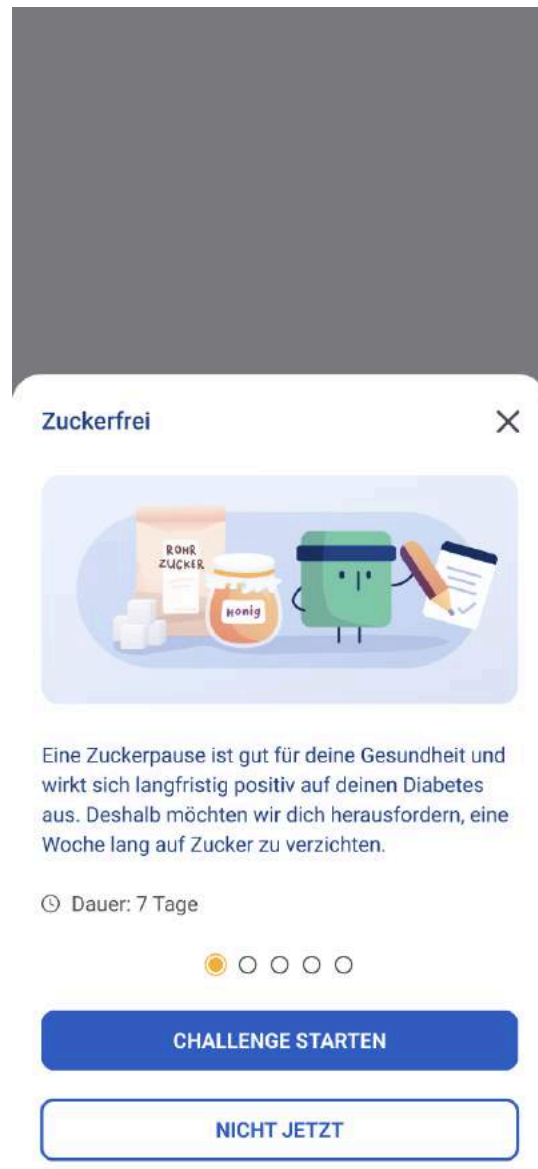 Zuckerfrei
ROHR
ZUCKER
Honig
Eine Zuckerpause ist gut für deine Gesundheit und
wirkt sich langfristig positiv auf deinen Diabetes
aus. Deshalb möchten wir dich herausfordern, eine
Woche lang auf Zucker zu verzichten.
Dauer: 7 Tage
CHALLENGE STARTEN
NICHT JETZT